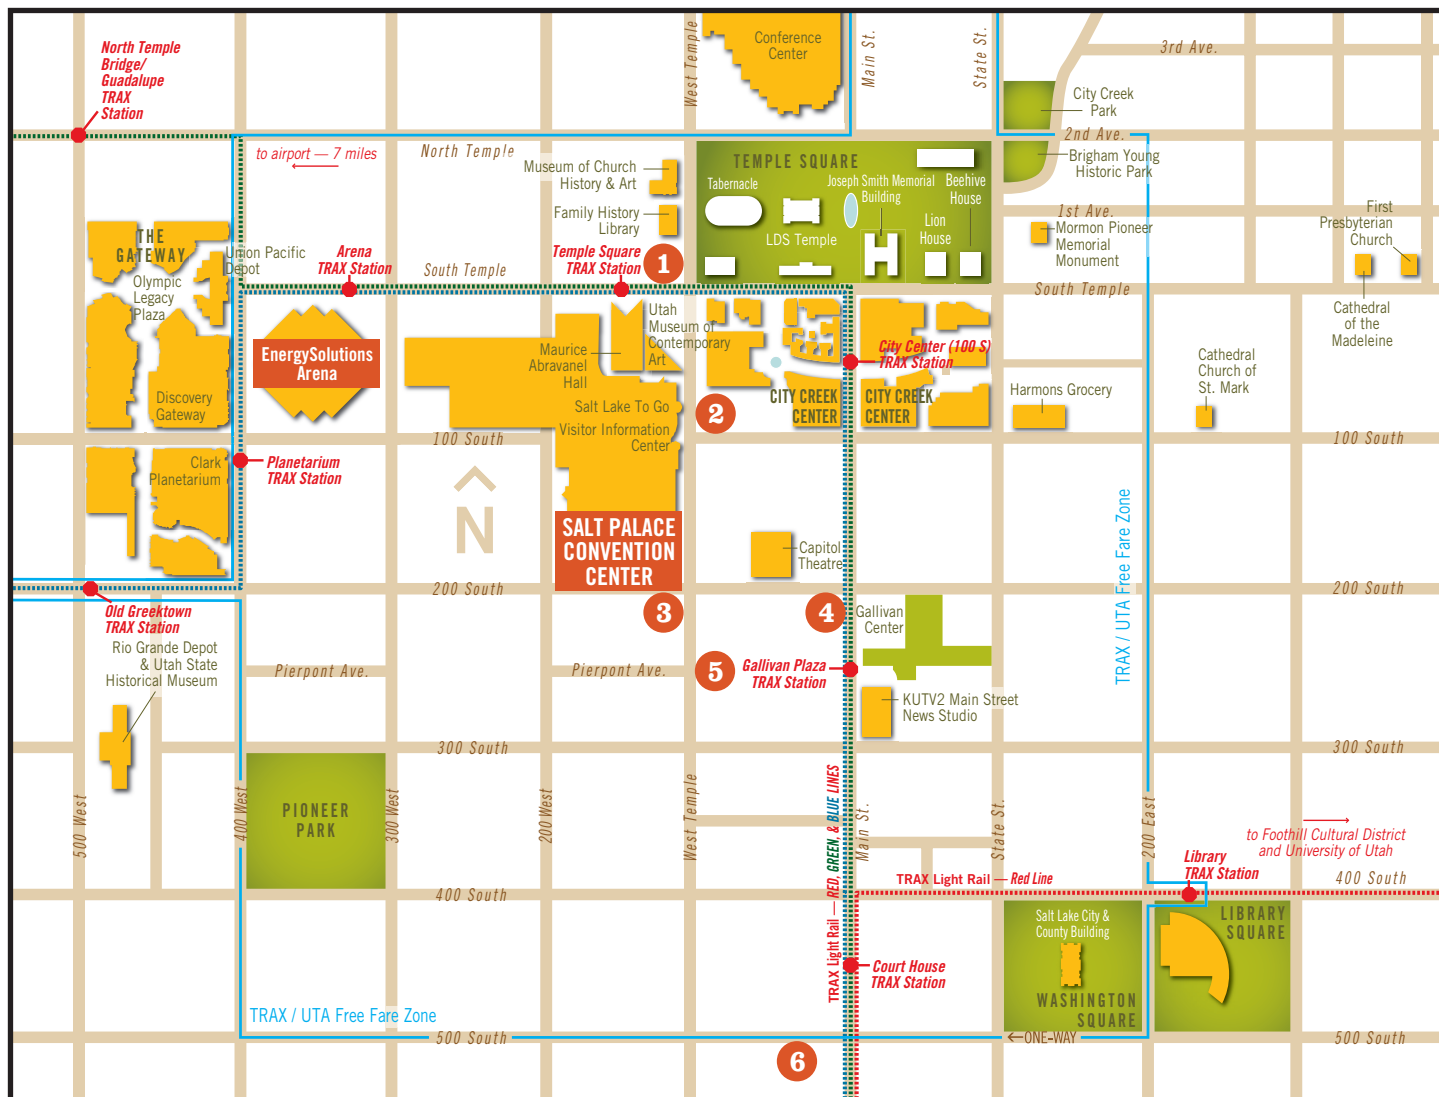 North Temple
Bridge/
Guadalupe
TRAX
Station
West Temple
Conference
Center
Main St.
State St.
3rd Ave.
City Creek
Park
2nd Ave.
Brigham Young
Historic Park
to airport — 7 miles
North Temple
Museum of Church
History & Art
Family History
Library
TEMPLE SQUARE
Tabernacle
Joseph Smith Memorial
Building
Beehive
House
Lion
House
LDS Temple
1st Ave.
Mormon Pioneer
Memorial
Monument
First
Presbyterian
Church
THE
GATEWAY
Union Pacific
Depot
Olympic
Legacy
Plaza
Arena
TRAX Station
South Temple
Temple Square
TRAX Station
1
South Temple
Cathedral
of the
Madeleine
EnergySolutions
Arena
Utah
Museum of
Contemporary
Art
Maurice
Abravanel
Hall
City Center (100 S)
TRAX Station
Cathedral
Church of
St. Mark
Discovery
Gateway
Salt Lake To Go
Visitor Information
Center
2
CITY CREEK
CENTER
CITY CREEK
CENTER
Harmons Grocery
100 South
100 South
Clark
Planetarium
Planetarium
TRAX Station
N
SALT PALACE
CONVENTION
CENTER
Capitol
Theatre
TRAX / UTA Free Fare Zone
200 South
200 South
Old Greektown
TRAX Station
3
4
Gallivan
Center
Rio Grande Depot
& Utah State
Historical Museum
Pierpont Ave.
Pierpont Ave.
5
Gallivan Plaza
TRAX Station
KUTV2 Main Street
News Studio
300 South
300 South
PIONEER
PARK
500 West
400 West
300 West
200 West
West Temple
TRAX Light Rail — RED, GREEN, & BLUE LINES
Main St.
State St.
200 East
to Foothill Cultural District
and University of Utah
Library
TRAX Station
TRAX Light Rail — Red Line
400 South
400 South
Salt Lake City &
County Building
LIBRARY
SQUARE
Court House
TRAX Station
WASHINGTON
SQUARE
TRAX / UTA Free Fare Zone
500 South
ONE-WAY
500 South
6